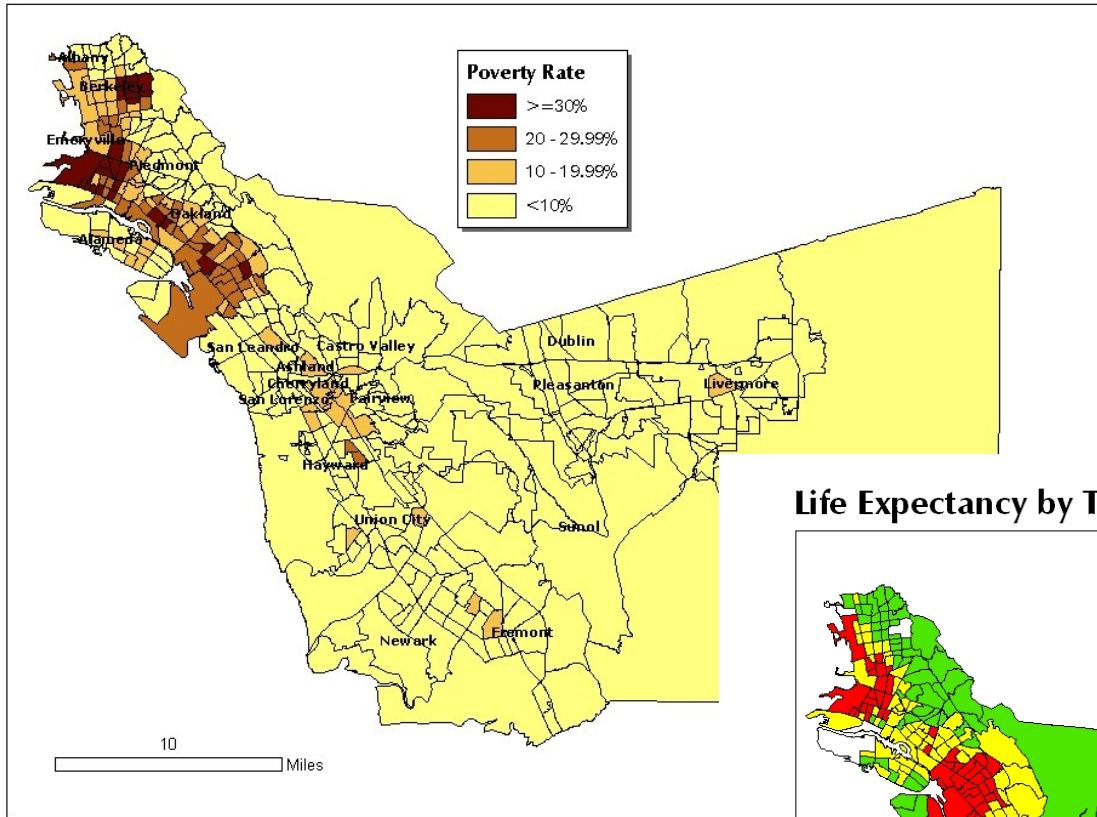 Poverty Rate
>=30%
20 - 29.99%
10 - 19.99%
<10%
Albany
Berkeley
Emeryville
Piedmont
Oakland
Alameda
San Leandro
Castro Valley
Ashland
Cherryland
San Lorenzo
Fairview
Hayward
Dublin
Pleasanton
Livermore
Union City
Sunol
Newark
Fremont
10
Miles
Life Expectancy by T